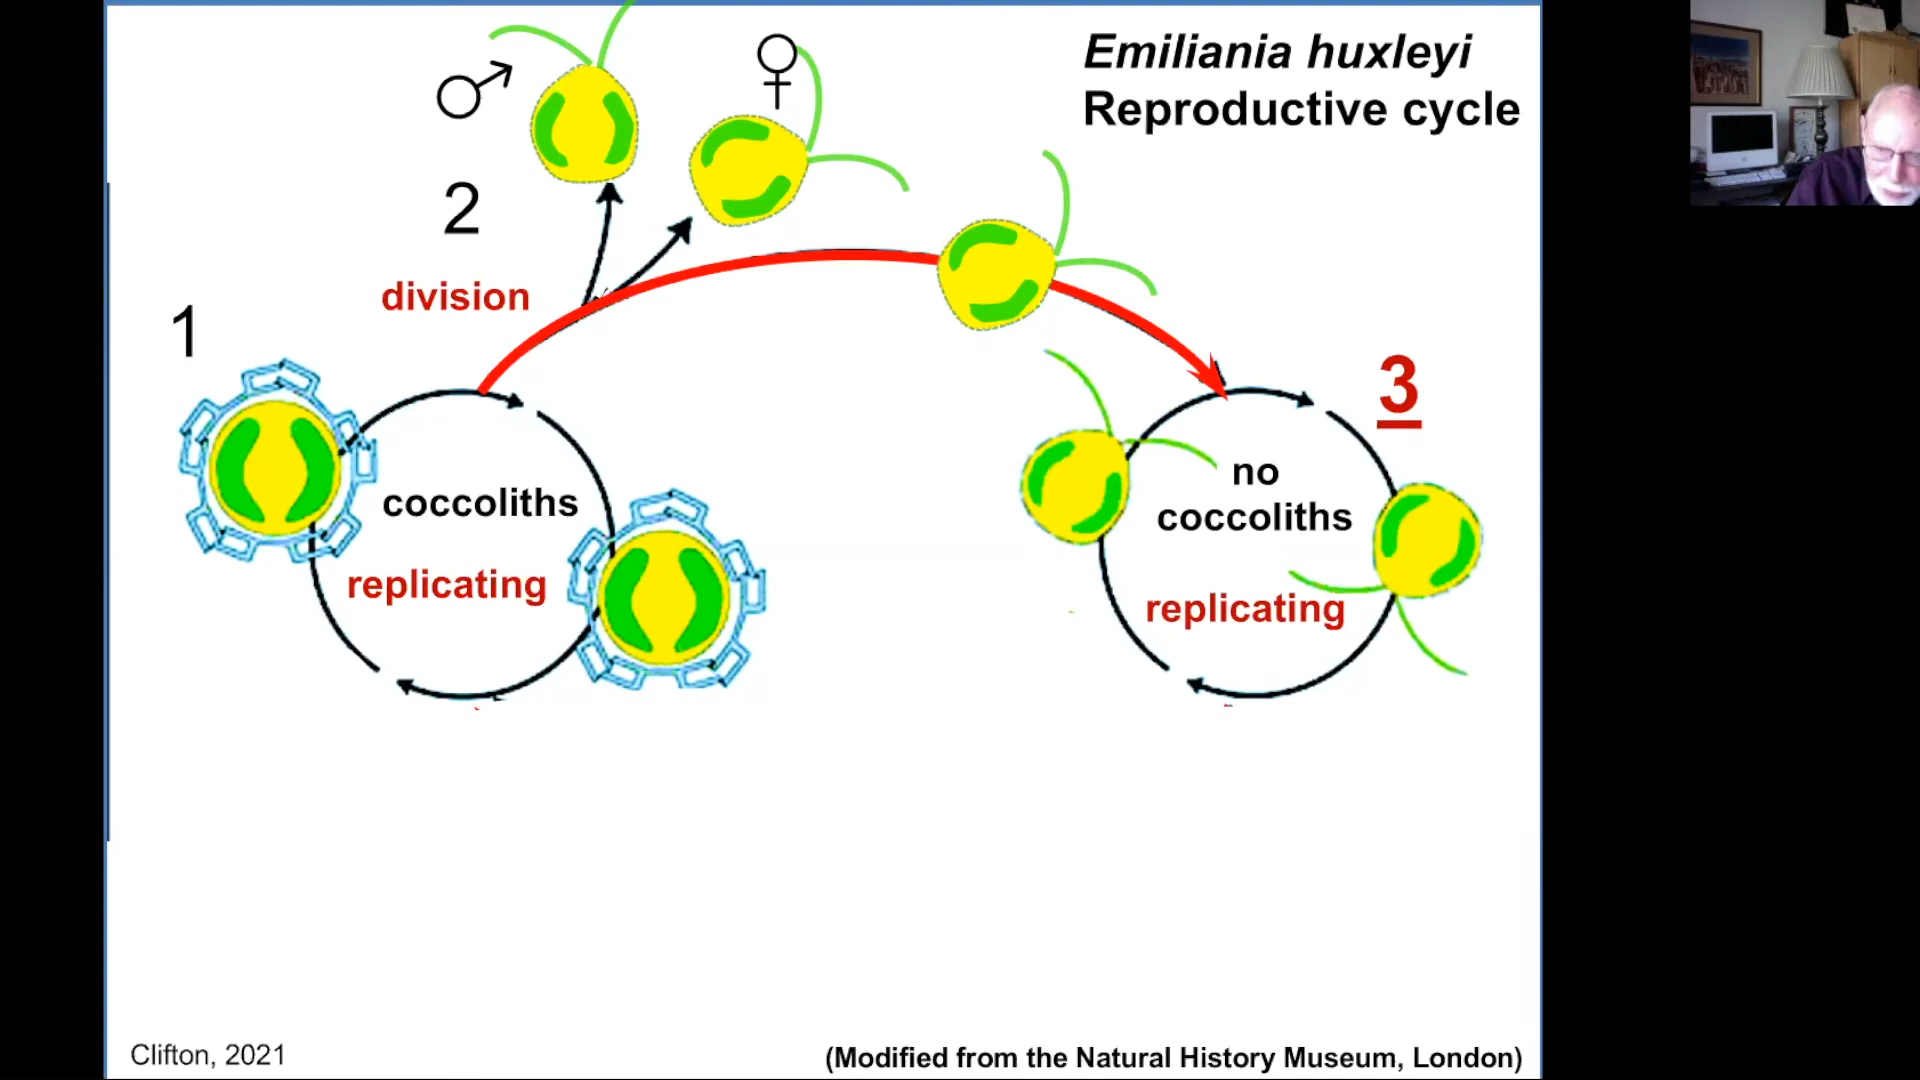 Emiliania huxleyi
Reproductive cycle
♂
♀
2
division
1
coccoliths
replicating
3
no
coccoliths
replicating
Clifton, 2021
(Modified from the Natural History Museum, London)